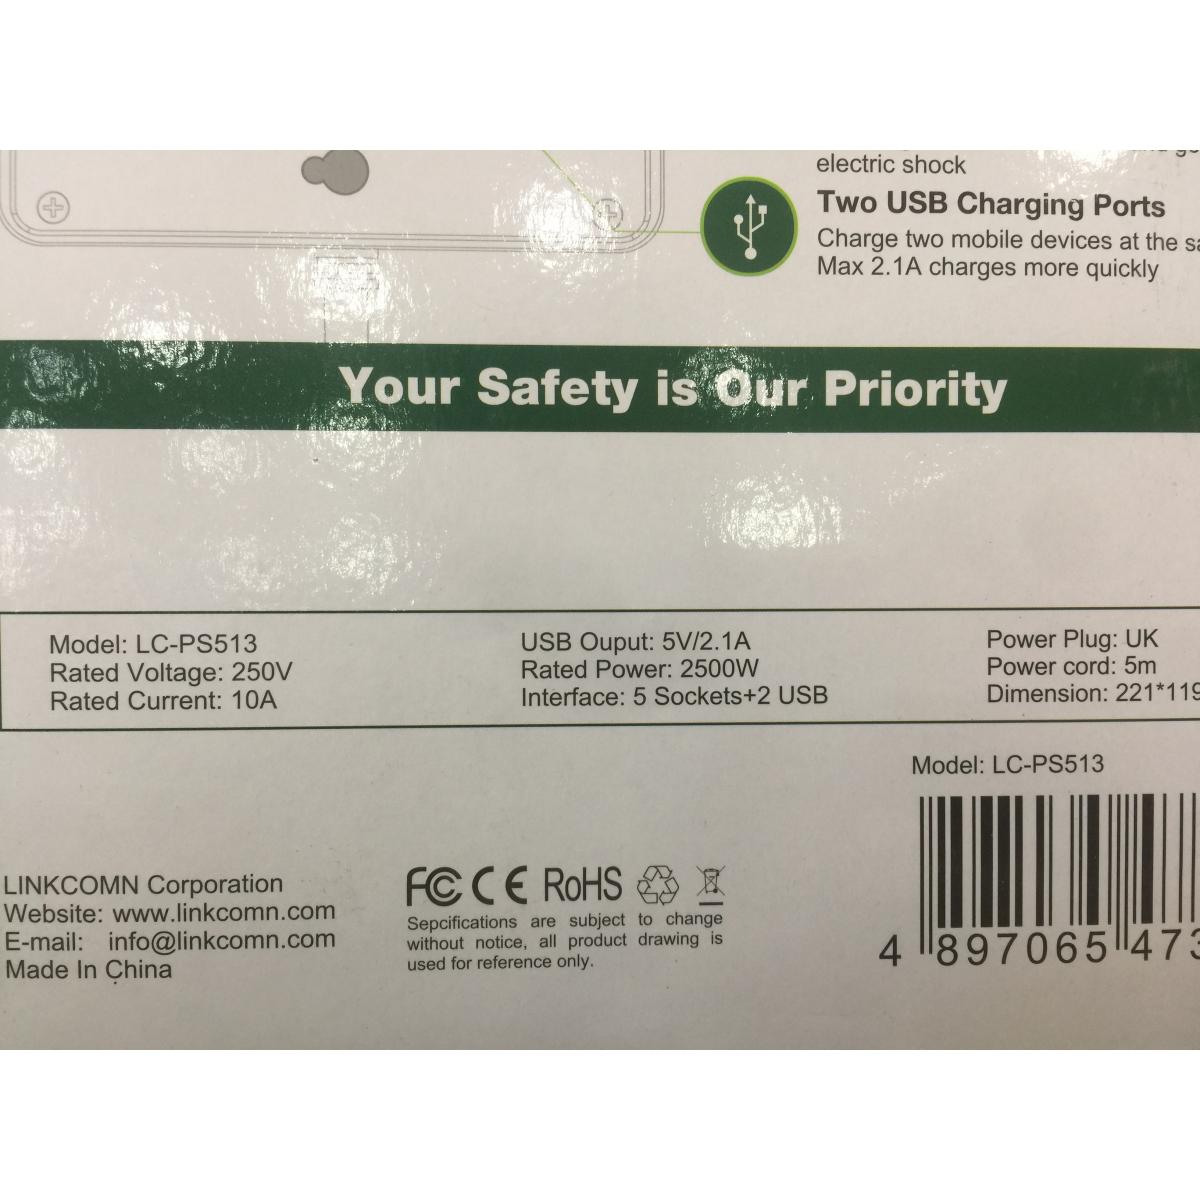 electric shock
Two USB Charging Ports
Charge two mobile devices at the
Max 2.1A charges more quickly
Your Safety is Our Priority
Model: LC-PS513
Rated Voltage: 250V
Rated Current: 10A
USB Ouput: 5V/2.1A
Rated Power: 2500W
Interface: 5 Sockets+2 USB
Power Plug: UK
Power cord: 5m
Dimension: 221*119
Model: LC-PS513
4 897065 473
LINKCOMN Corporation
Website: www.linkcomn.com
E-mail: info@linkcomn.com
Made In China
FC CE RoHS
Sepcifications are subject to change
without notice, all product drawing is
used for reference only.